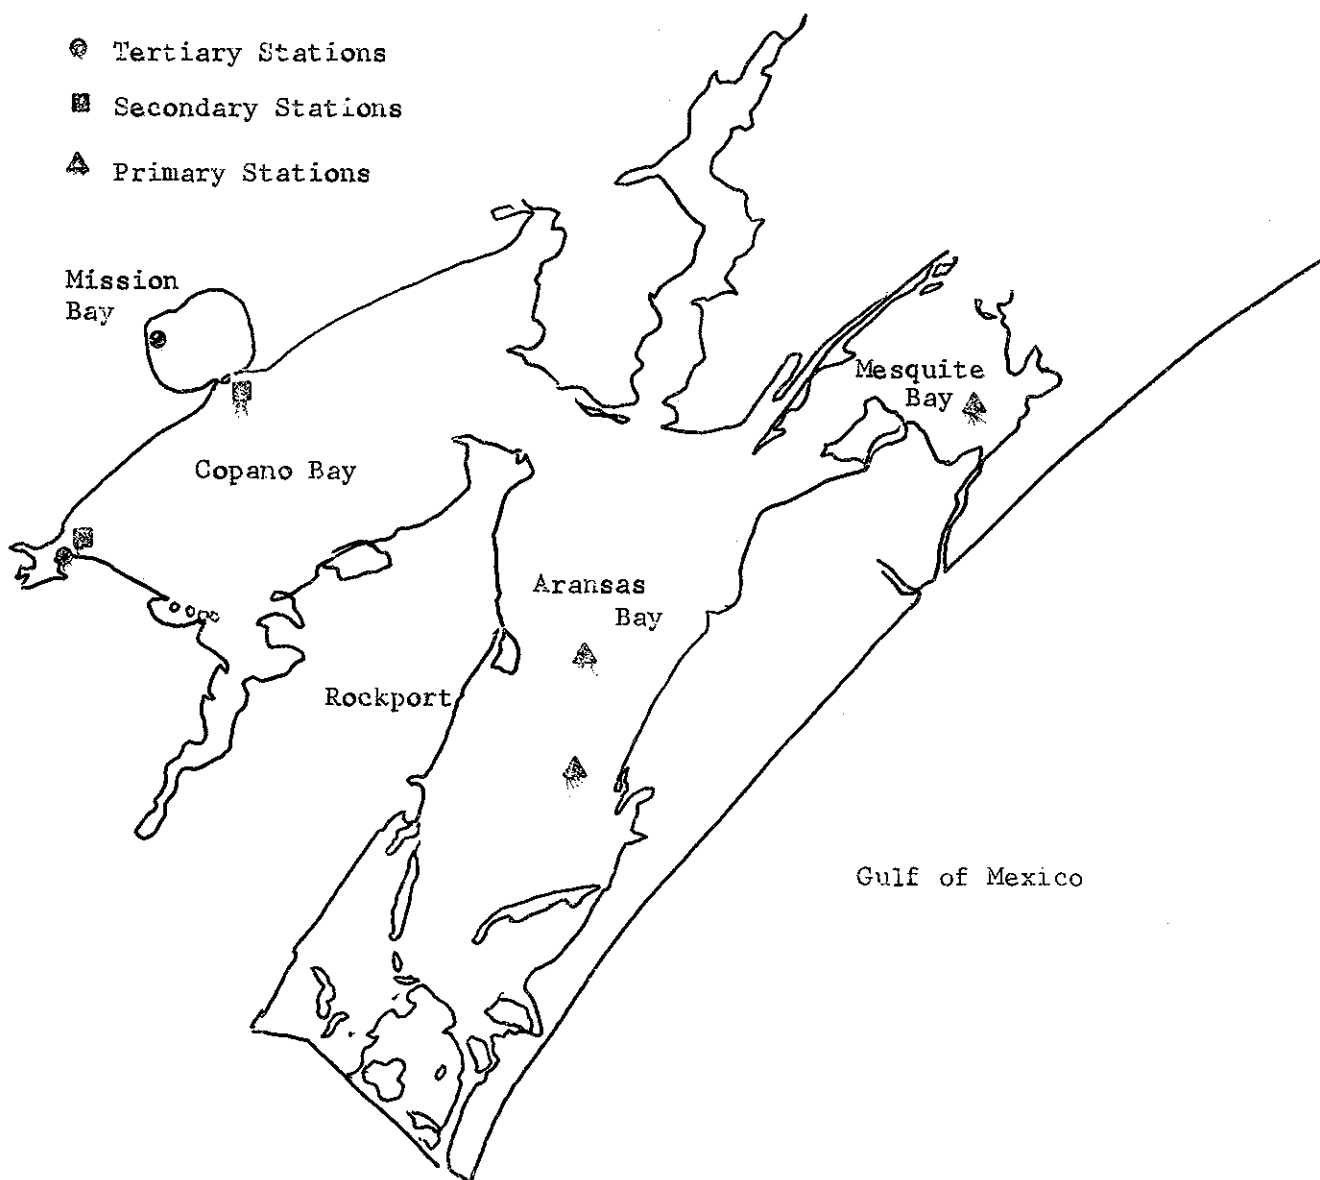 Tertiary Stations
Secondary Stations
Primary Stations
Mission
Bay
Mesquite
Bay
Copano Bay
Aransas
Bay
Rockport
Gulf of Mexico